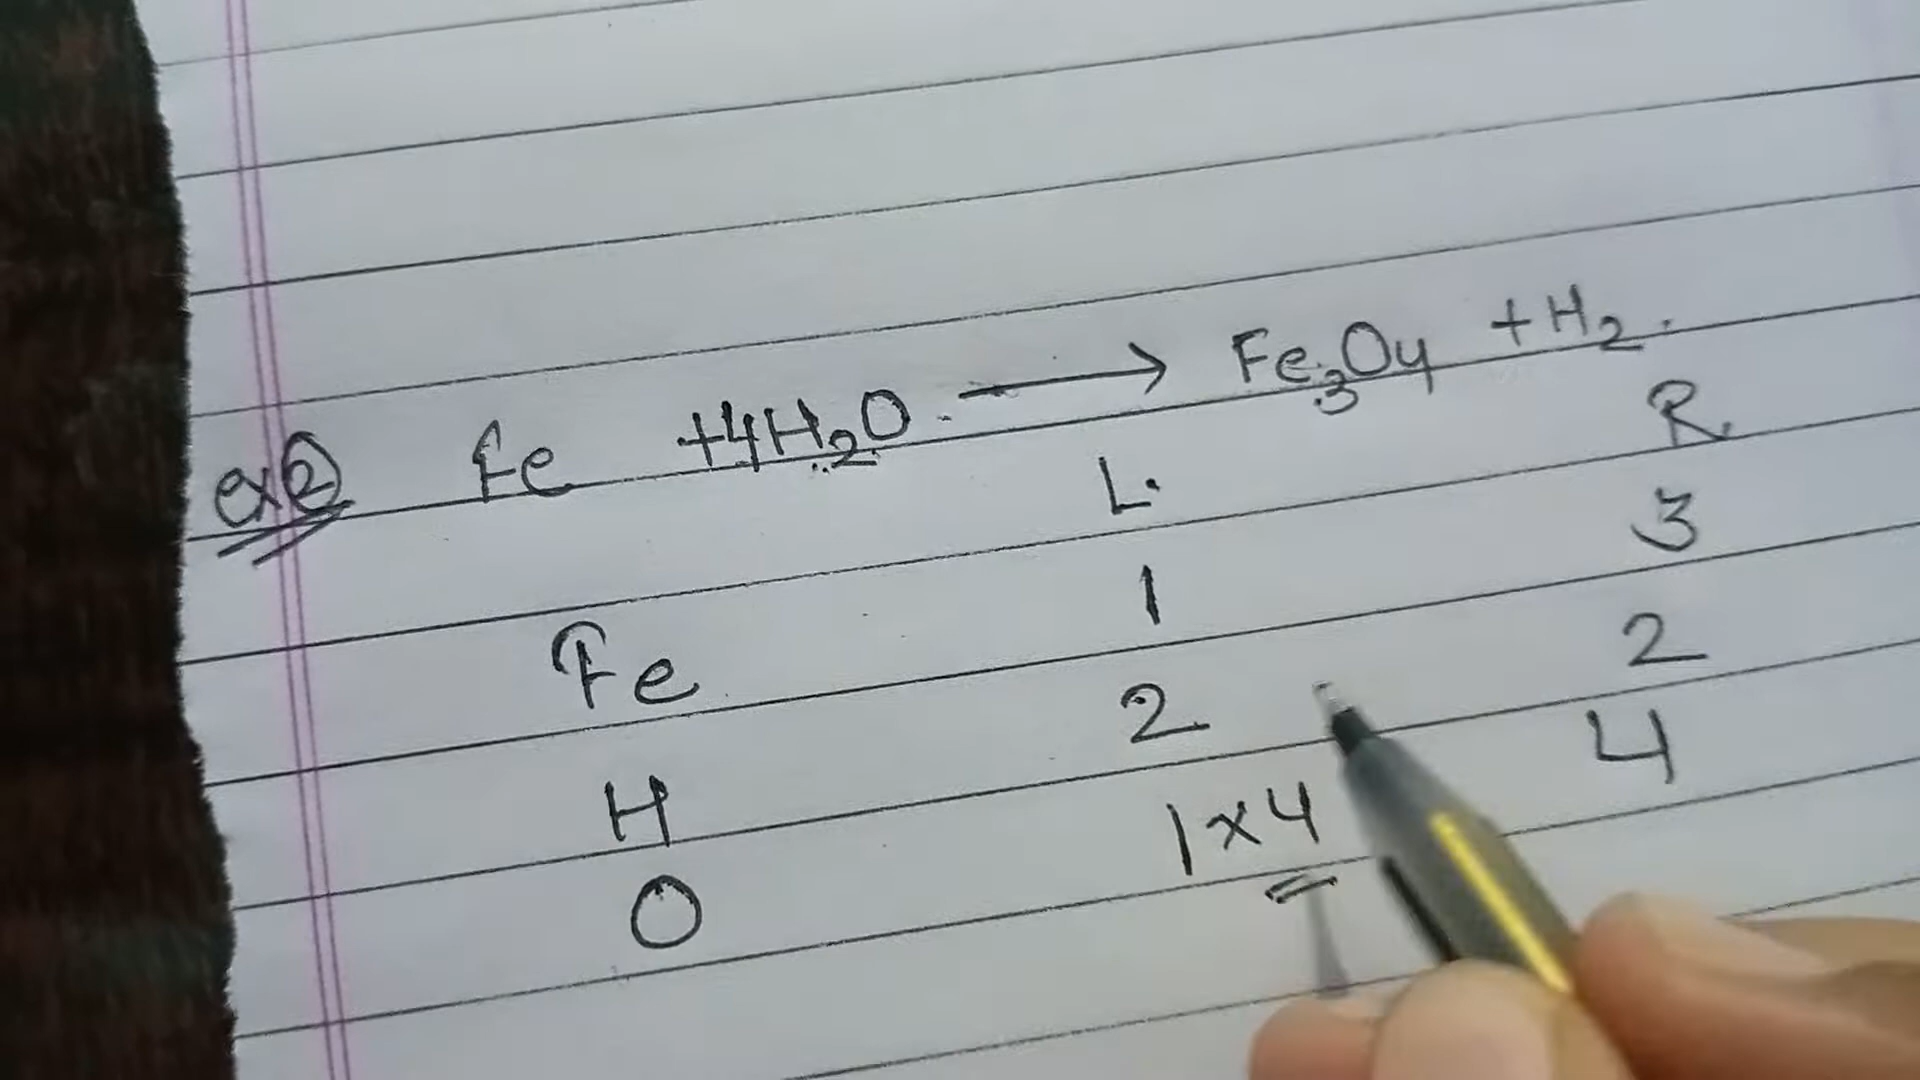 ex② Fe +4H₂O. → Fe₃O₄ + H₂.
L. R.
Fe 1 3
H 2 2
O 1 x 4 4